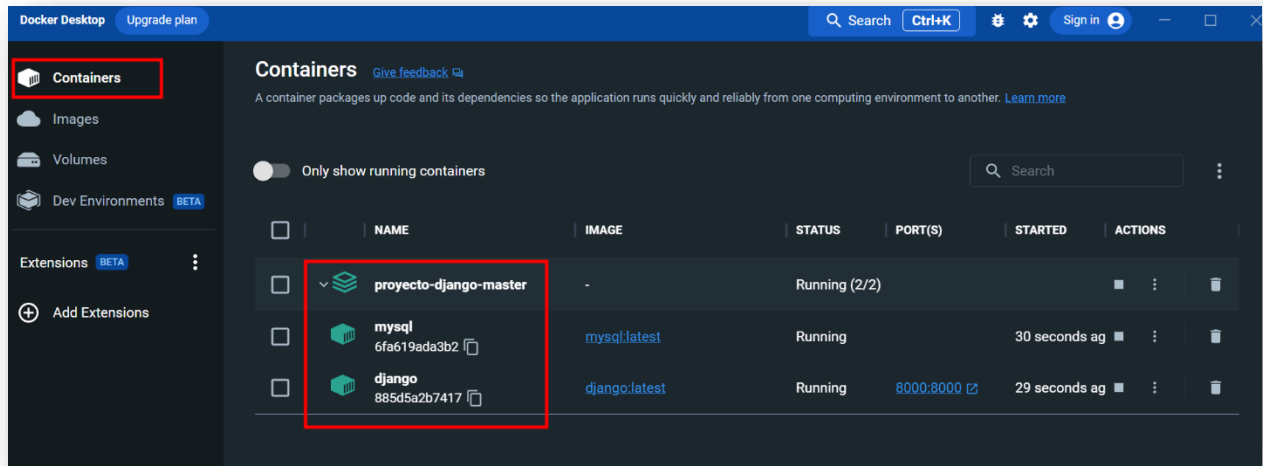 Docker Desktop Upgrade plan Search Ctrl+K Sign in
Containers
Images
Volumes
Dev Environments BETA
Extensions BETA
Add Extensions
Containers Give feedback
A container packages up code and its dependencies so the application runs quickly and reliably from one computing environment to another. Learn more
Only show running containers Search
NAME IMAGE STATUS PORT(S) STARTED ACTIONS
proyecto-django-master - Running (2/2)
mysql
6fa619ada3b2 mysql:latest Running 30 seconds ag
django
885d5a2b7417 django:latest Running 8000:8000 29 seconds ag